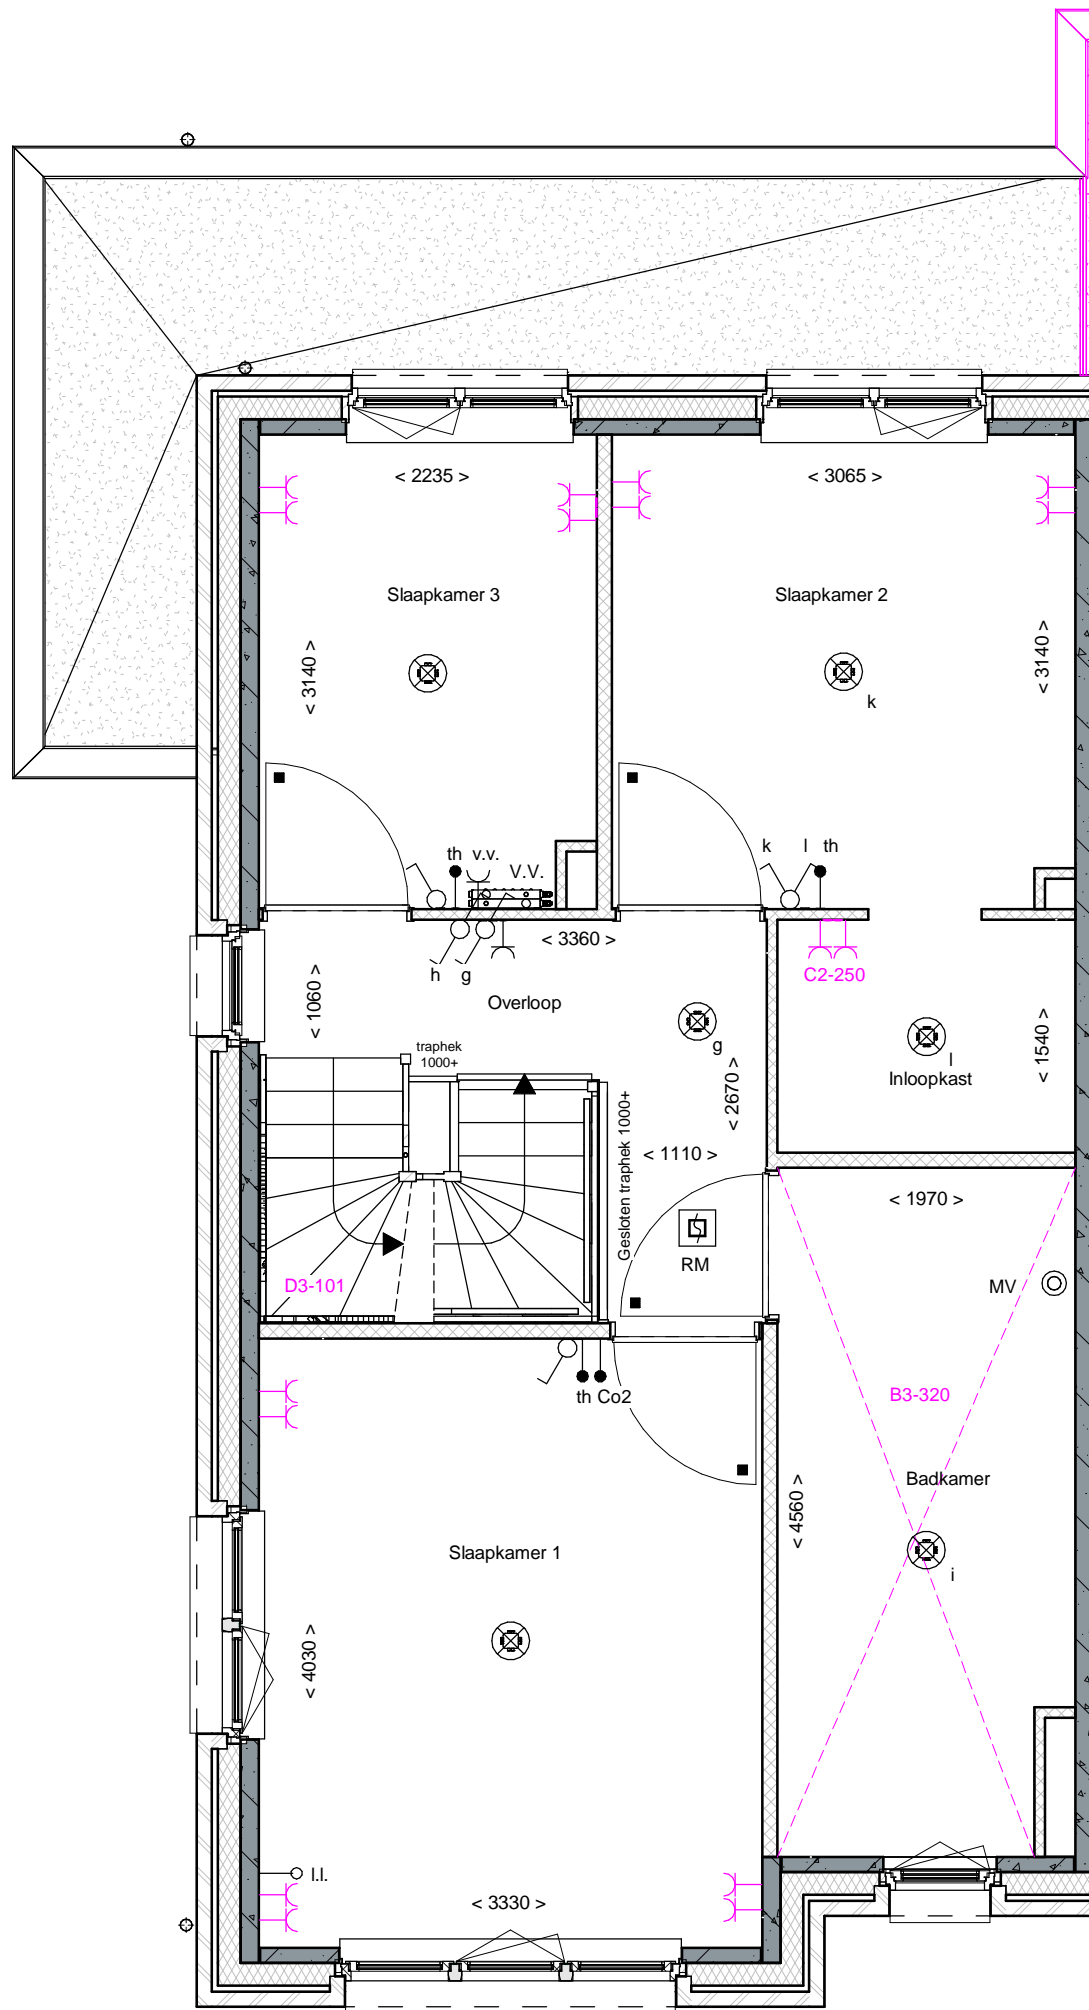 < 2235 >
< 3065 >
Slaapkamer 3
Slaapkamer 2
< 3140 >
< 3140 >
k
th
v.v.
V.V.
k
l
th
h
g
< 3360 >
C2-250
Overloop
< 1060 >
g
traphek
1000+
l
Inloopkast
< 1540 >
< 2670 >
Gesloten traphek 1000+
< 1110 >
< 1970 >
RM
MV
D3-101
th Co2
B3-320
Badkamer
< 4560 >
Slaapkamer 1
i
< 4030 >
l.l.
< 3330 >